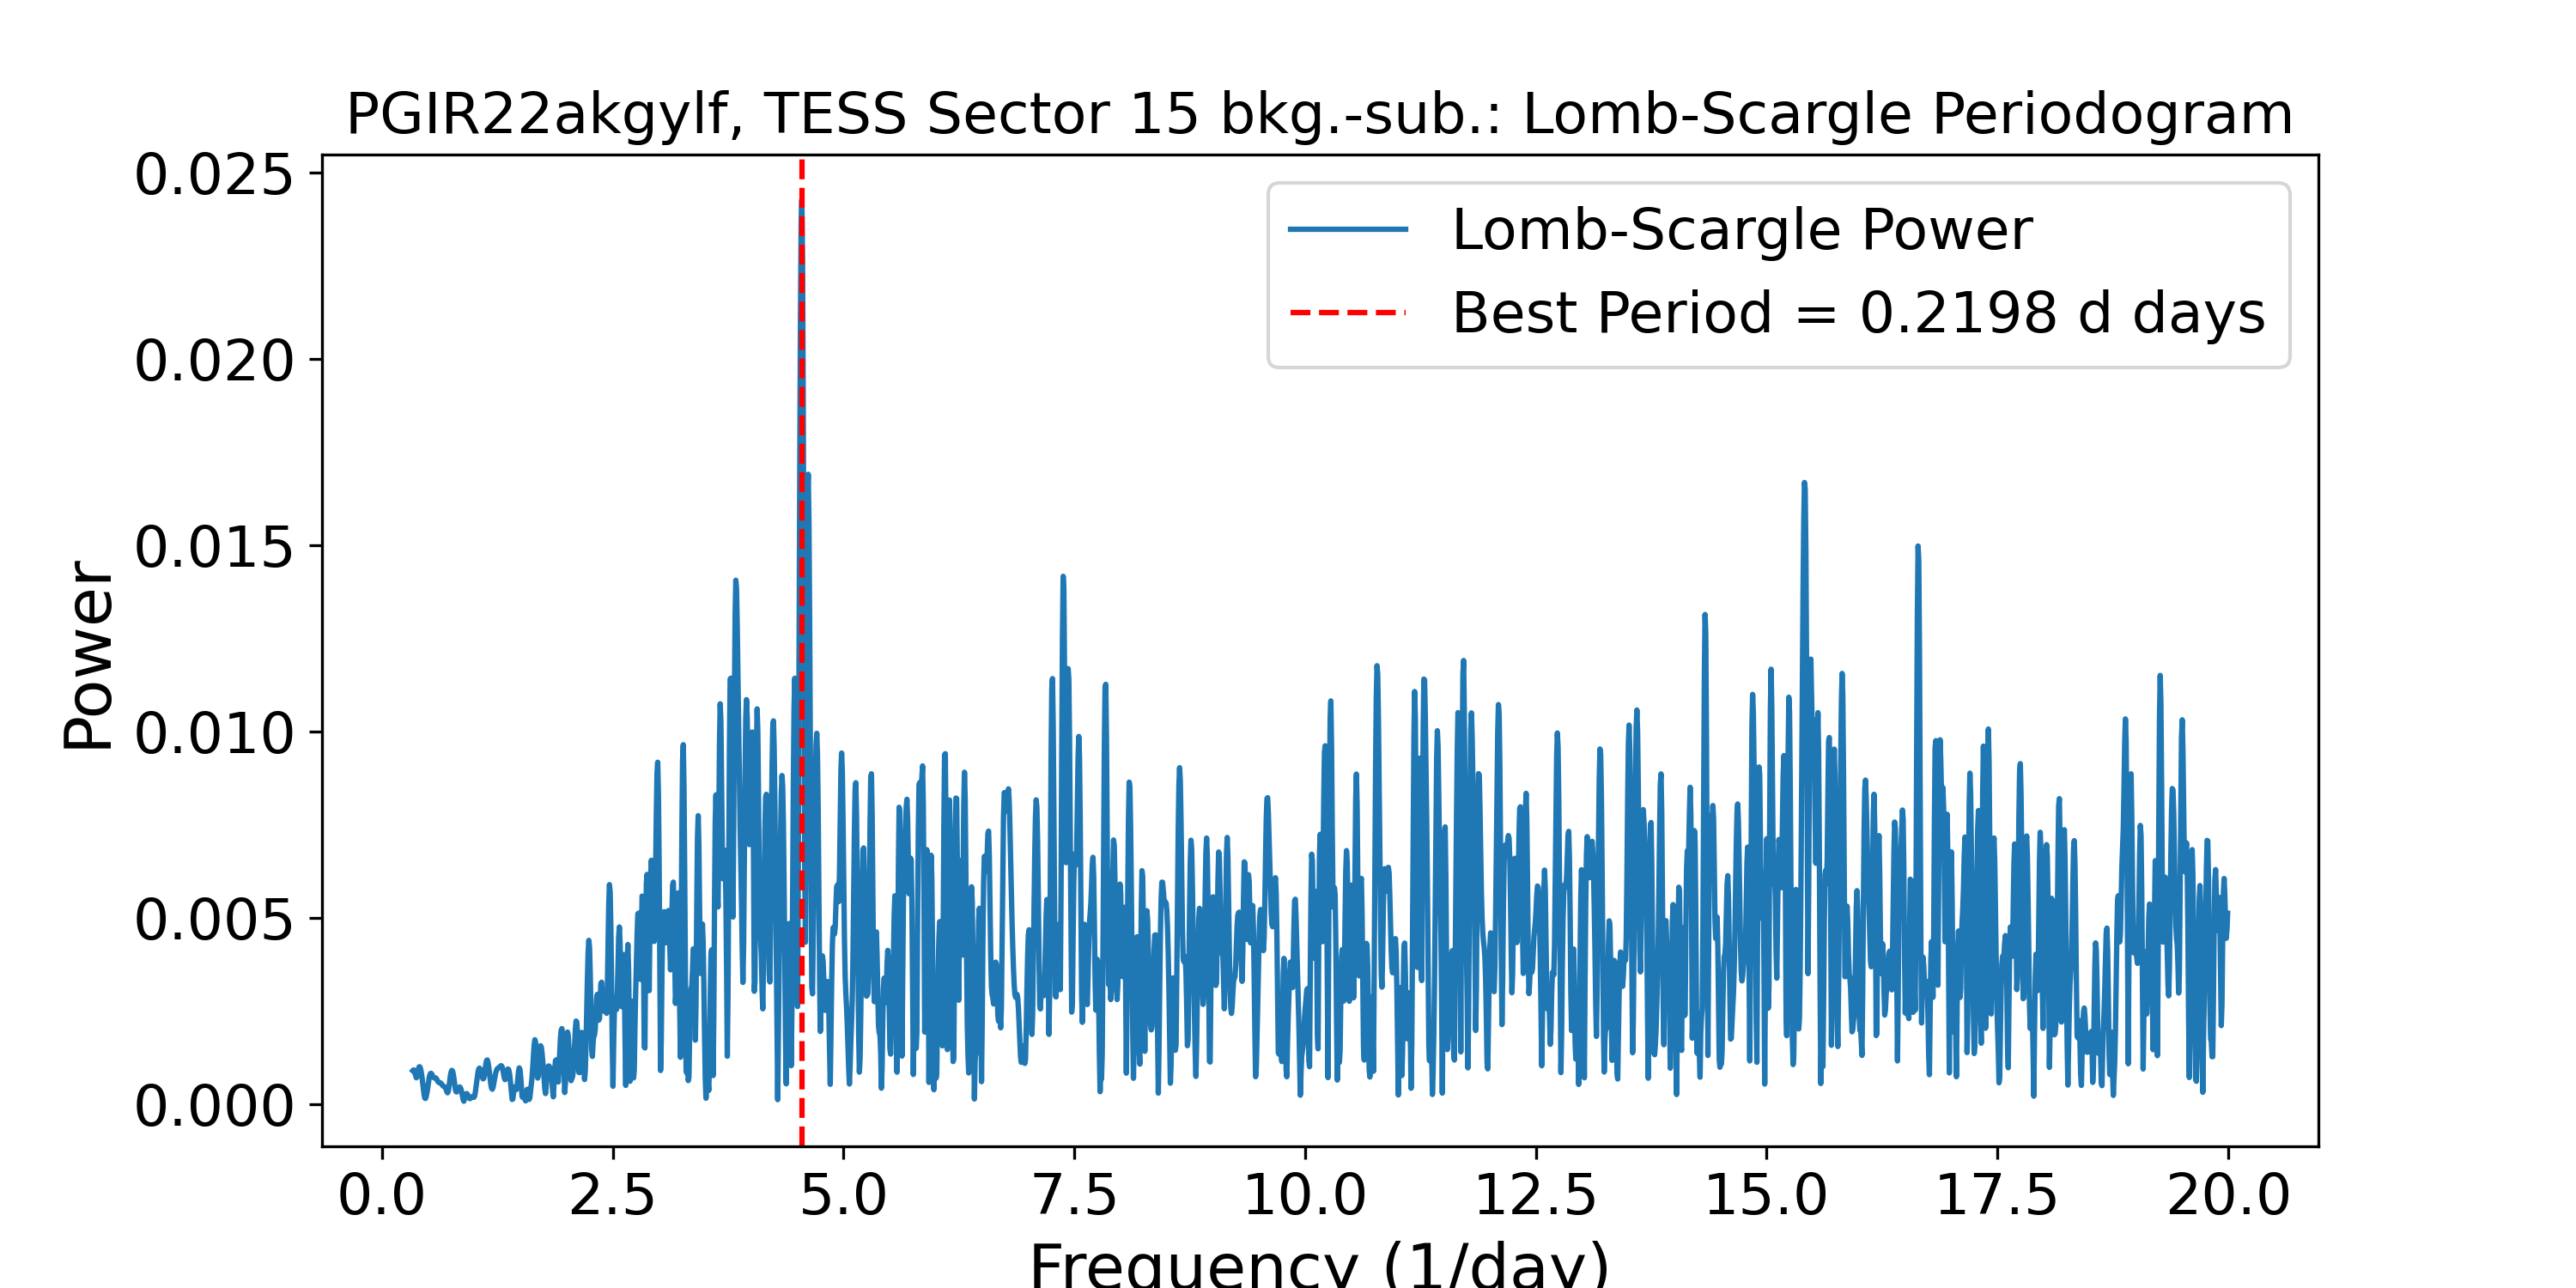 PGIR22akgylf, TESS Sector 15 bkg.-sub.: Lomb-Scargle Periodogram
0.025
0.020
0.015
0.010
0.005
0.000
Power
Lomb-Scargle Power
Best Period = 0.2198 d days
0.0 2.5 5.0 7.5 10.0 12.5 15.0 17.5 20.0
Frequency (1/day)